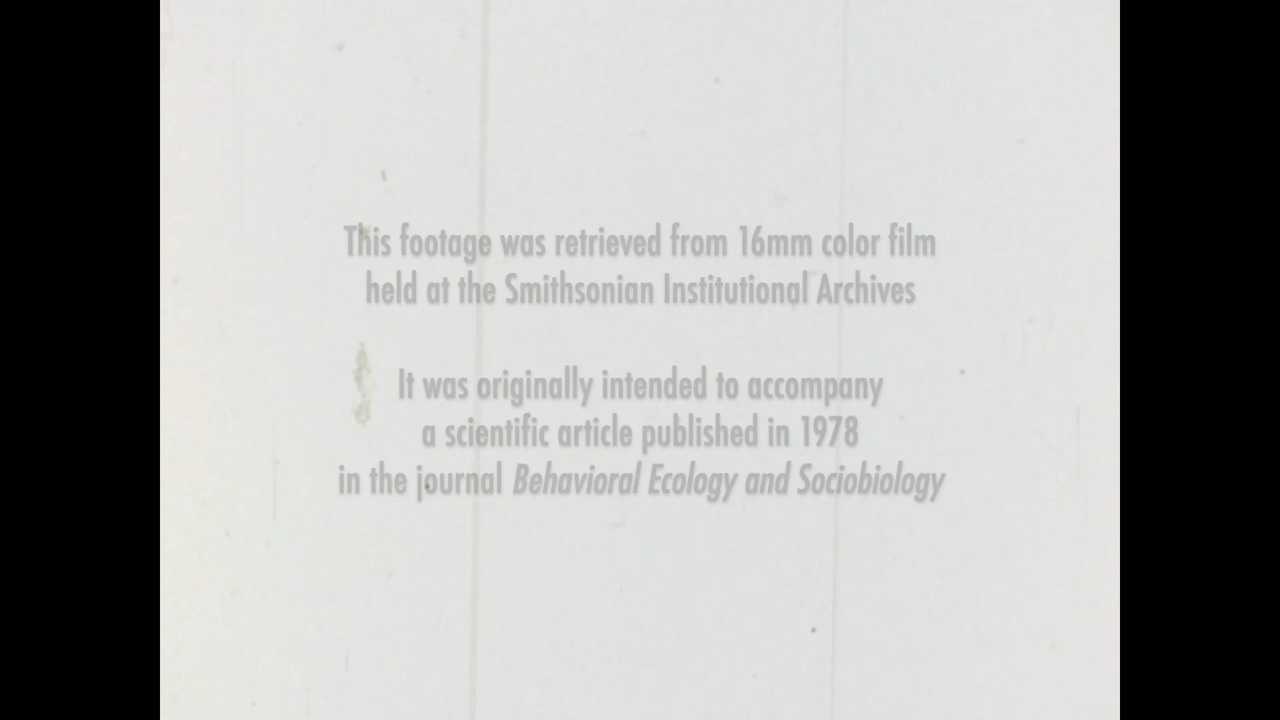 This footage was retrieved from 16mm color film
held at the Smithsonian Institutional Archives
It was originally intended to accompany
a scientific article published in 1978
in the journal Behavioral Ecology and Sociobiology